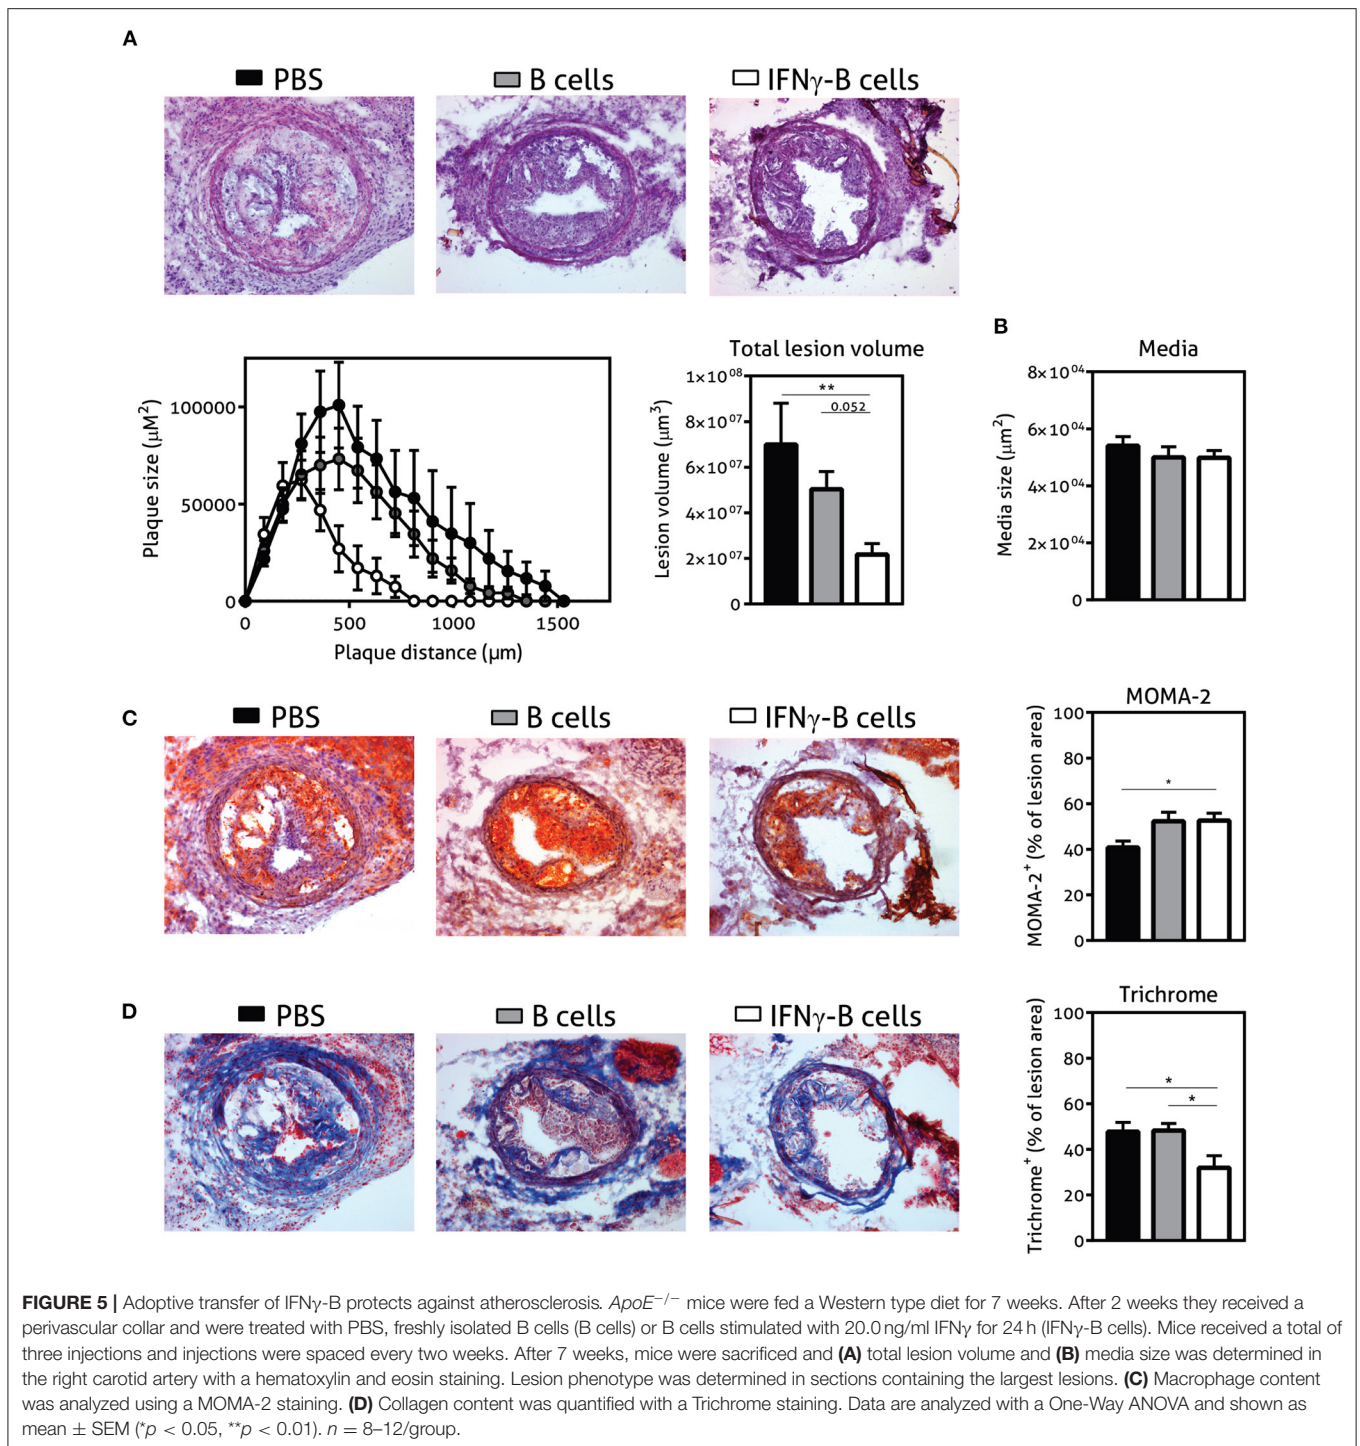 A
PBS
B cells
IFNγ-B cells
Plaque size (μM²)
100000
50000
0
0
500
1000
1500
Plaque distance (μm)
Total lesion volume
Lesion volume (μm³)
1×10⁰⁸
8×10⁰⁷
6×10⁰⁷
4×10⁰⁷
2×10⁰⁷
0
**
0.052
B
Media
Media size (μm²)
8×10⁰⁴
6×10⁰⁴
4×10⁰⁴
2×10⁰⁴
0
C
PBS
B cells
IFNγ-B cells
MOMA-2
MOMA-2⁺ (% of lesion area)
100
80
60
40
20
0
*
D
PBS
B cells
IFNγ-B cells
Trichrome
Trichrome⁺ (% of lesion area)
100
80
60
40
20
0
*
*
FIGURE 5 | Adoptive transfer of IFNγ-B protects against atherosclerosis. ApoE⁻/⁻ mice were fed a Western type diet for 7 weeks. After 2 weeks they received a
perivascular collar and were treated with PBS, freshly isolated B cells (B cells) or B cells stimulated with 20.0 ng/ml IFNγ for 24 h (IFNγ-B cells). Mice received a total of
three injections and injections were spaced every two weeks. After 7 weeks, mice were sacrificed and (A) total lesion volume and (B) media size was determined in
the right carotid artery with a hematoxylin and eosin staining. Lesion phenotype was determined in sections containing the largest lesions. (C) Macrophage content
was analyzed using a MOMA-2 staining. (D) Collagen content was quantified with a Trichrome staining. Data are analyzed with a One-Way ANOVA and shown as
mean ± SEM (*p < 0.05, **p < 0.01). n = 8–12/group.